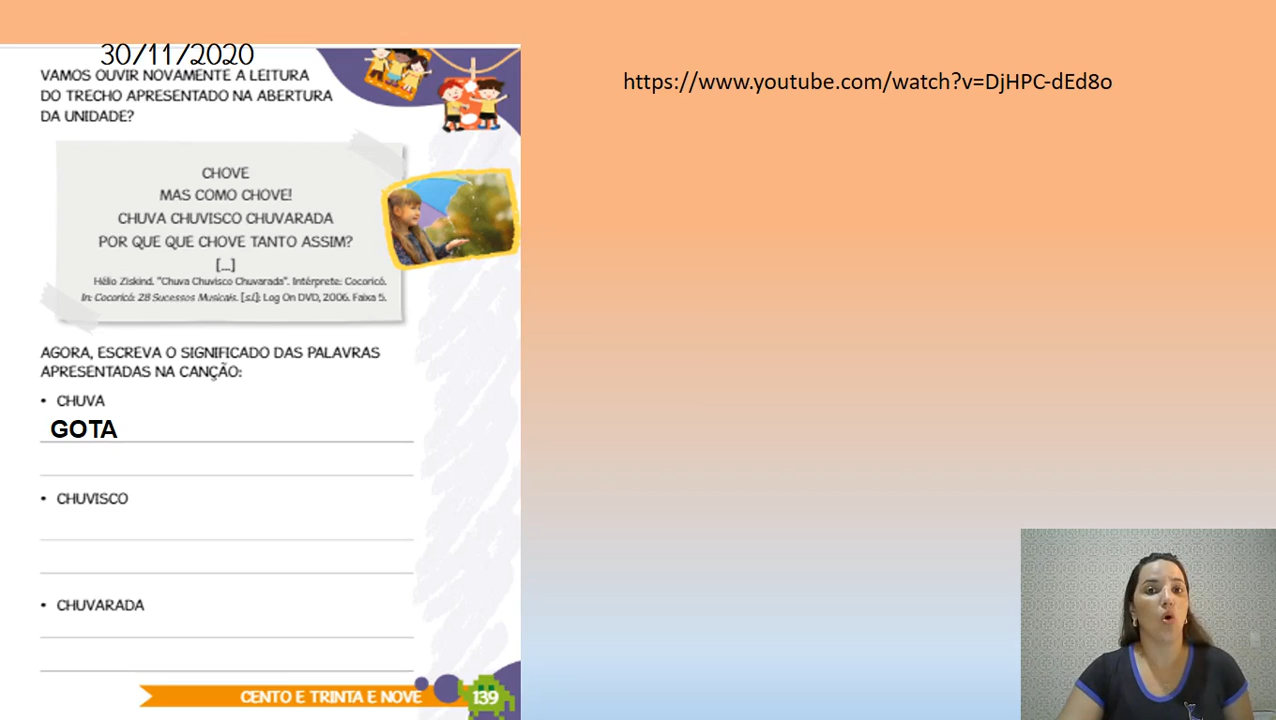 30/11/2020
VAMOS OUVIR NOVAMENTE A LEITURA
DO TRECHO APRESENTADO NA ABERTURA
DA UNIDADE?
CHOVE
MAS COMO CHOVE!
CHUVA CHUVISCO CHUVARADA
POR QUE QUE CHOVE TANTO ASSIM?
[...]
Hélio Ziskind. "Chuva Chuvisco Chuvarada". Intérprete: Cocoricó.
In: Cocoricó: 28 Sucessos Musicais. [s.l.]: Log On DVD, 2006. Faixa 5.
AGORA, ESCREVA O SIGNIFICADO DAS PALAVRAS
APRESENTADAS NA CANÇÃO:
• CHUVA
GOTA
• CHUVISCO
• CHUVARADA
CENTO E TRINTA E NOVE 139
https://www.youtube.com/watch?v=DjHPC-dEd8o